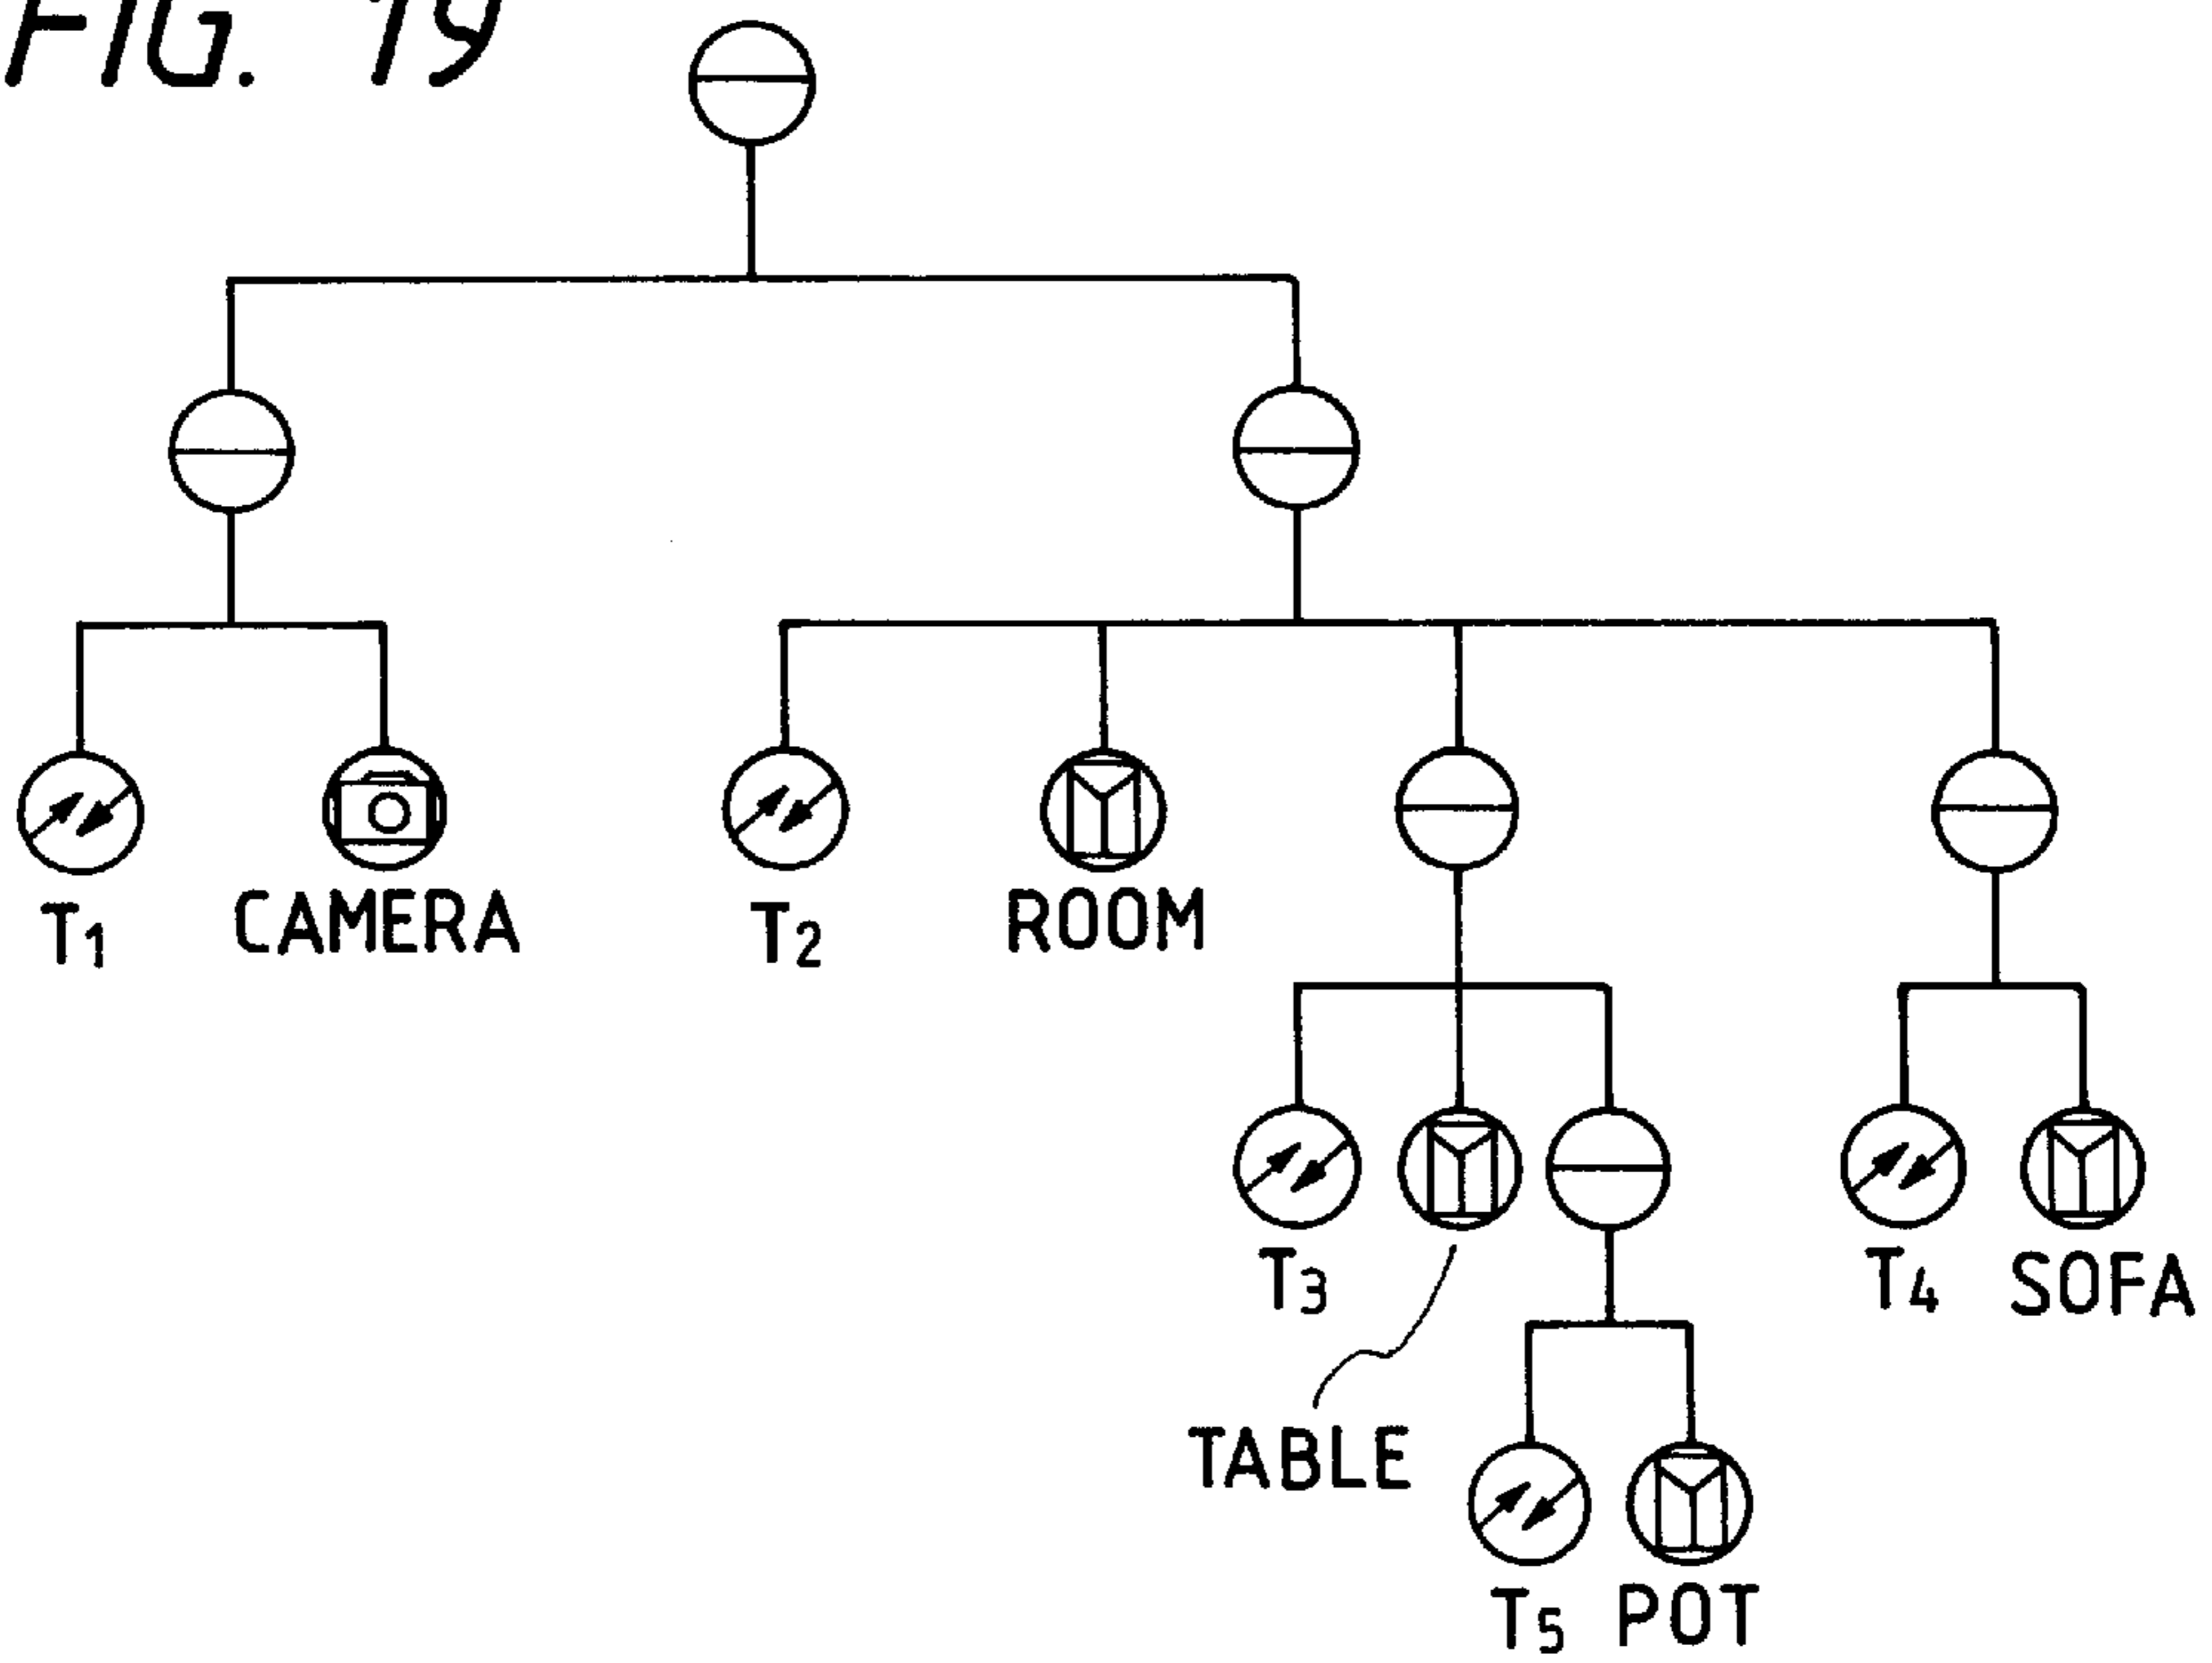 FIG. 19
T1 CAMERA T2 ROOM
T3 T4 SOFA
TABLE
T5 POT